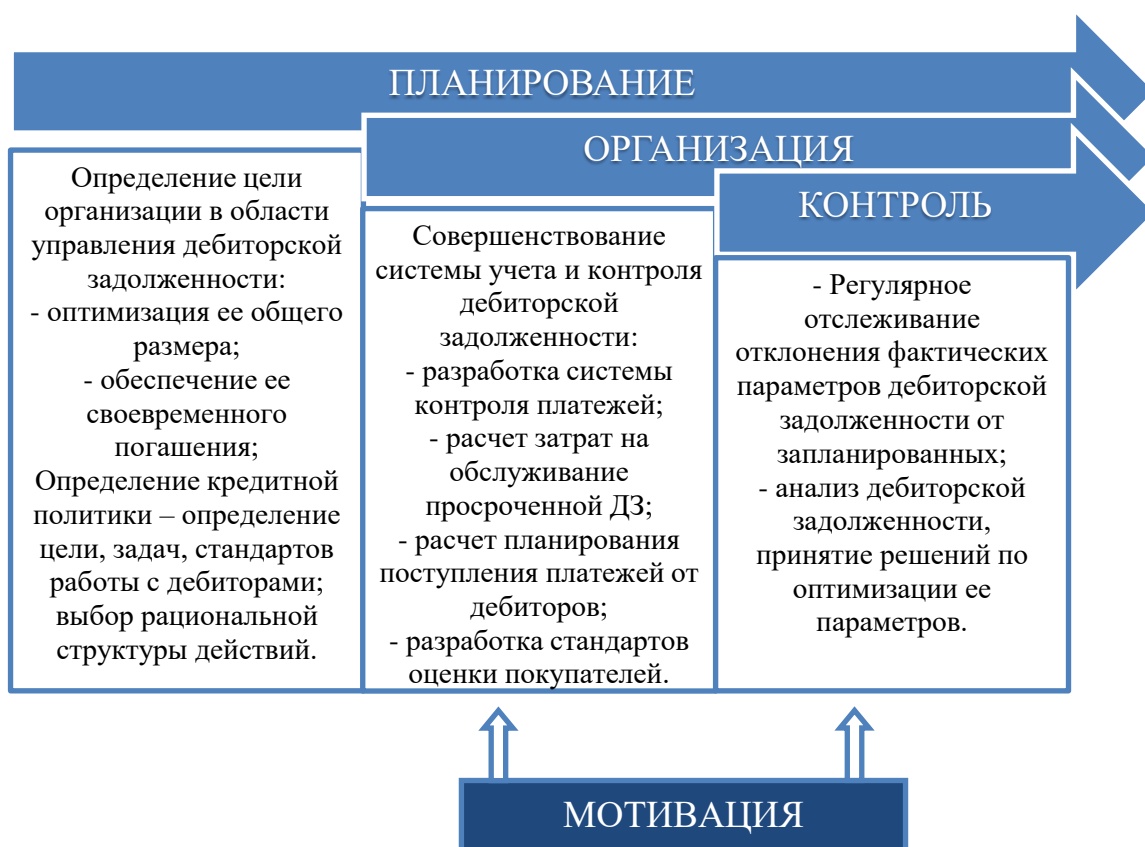 ПЛАНИРОВАНИЕ
ОРГАНИЗАЦИЯ
КОНТРОЛЬ
Определение цели
организации в области
управления дебиторской
задолженности:
- оптимизация ее общего
размера;
- обеспечение ее
своевременного
погашения;
Определение кредитной
политики – определение
цели, задач, стандартов
работы с дебиторами;
выбор рациональной
структуры действий.
Совершенствование
системы учета и контроля
дебиторской
задолженности:
- разработка системы
контроля платежей;
- расчет затрат на
обслуживание
просроченной ДЗ;
- расчет планирования
поступления платежей от
дебиторов;
- разработка стандартов
оценки покупателей.
- Регулярное
отслеживание
отклонения фактических
параметров дебиторской
задолженности от
запланированных;
- анализ дебиторской
задолженности,
принятие решений по
оптимизации ее
параметров.
МОТИВАЦИЯ